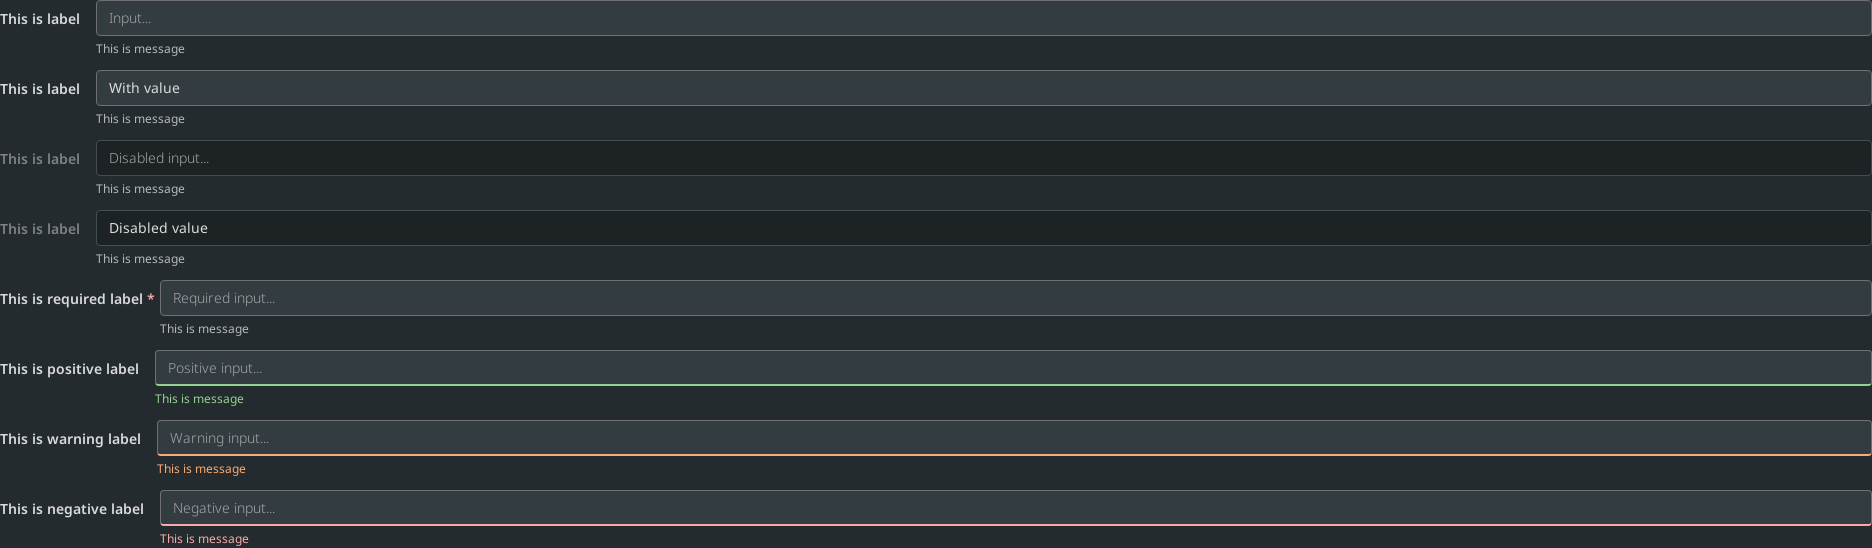 This is label Input...
This is message
This is label With value
This is message
This is label Disabled input...
This is message
This is label Disabled value
This is message
This is required label * Required input...
This is message
This is positive label Positive input...
This is message
This is warning label Warning input...
This is message
This is negative label Negative input...
This is message